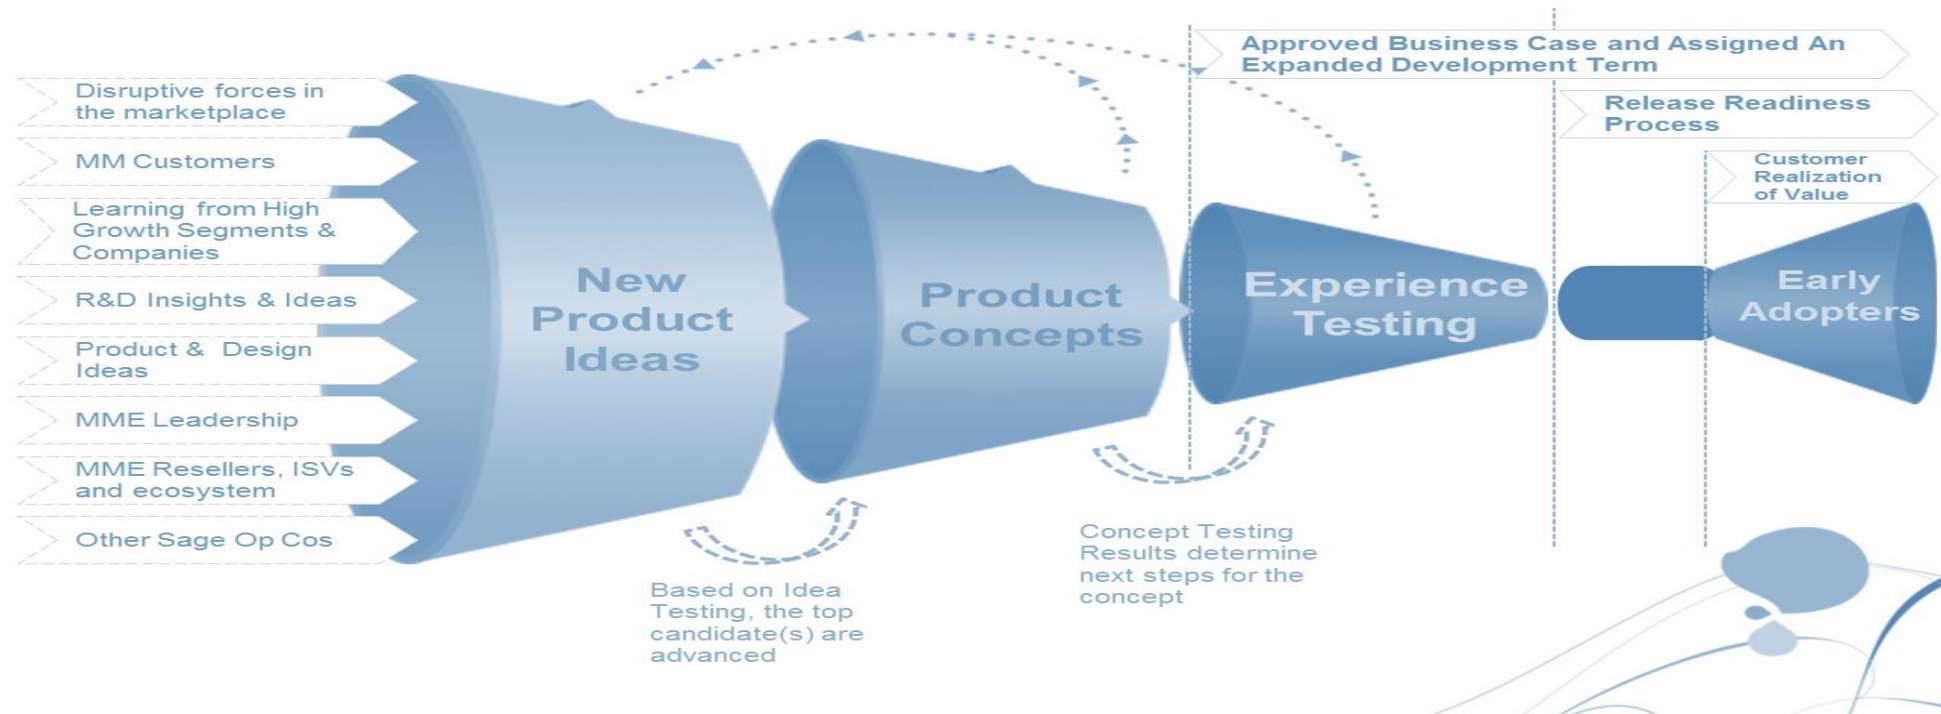 Disruptive forces in
the marketplace
MM Customers
Learning from High
Growth Segments &
Companies
R&D Insights & Ideas
Product & Design
Ideas
MME Leadership
MME Resellers, ISVs
and ecosystem
Other Sage Op Cos
New
Product
Ideas
Based on Idea
Testing, the top
candidate(s) are
advanced
Product
Concepts
Concept Testing
Results determine
next steps for the
concept
Approved Business Case and Assigned An
Expanded Development Term
Experience
Testing
Release Readiness
Process
Customer
Realization
of Value
Early
Adopters